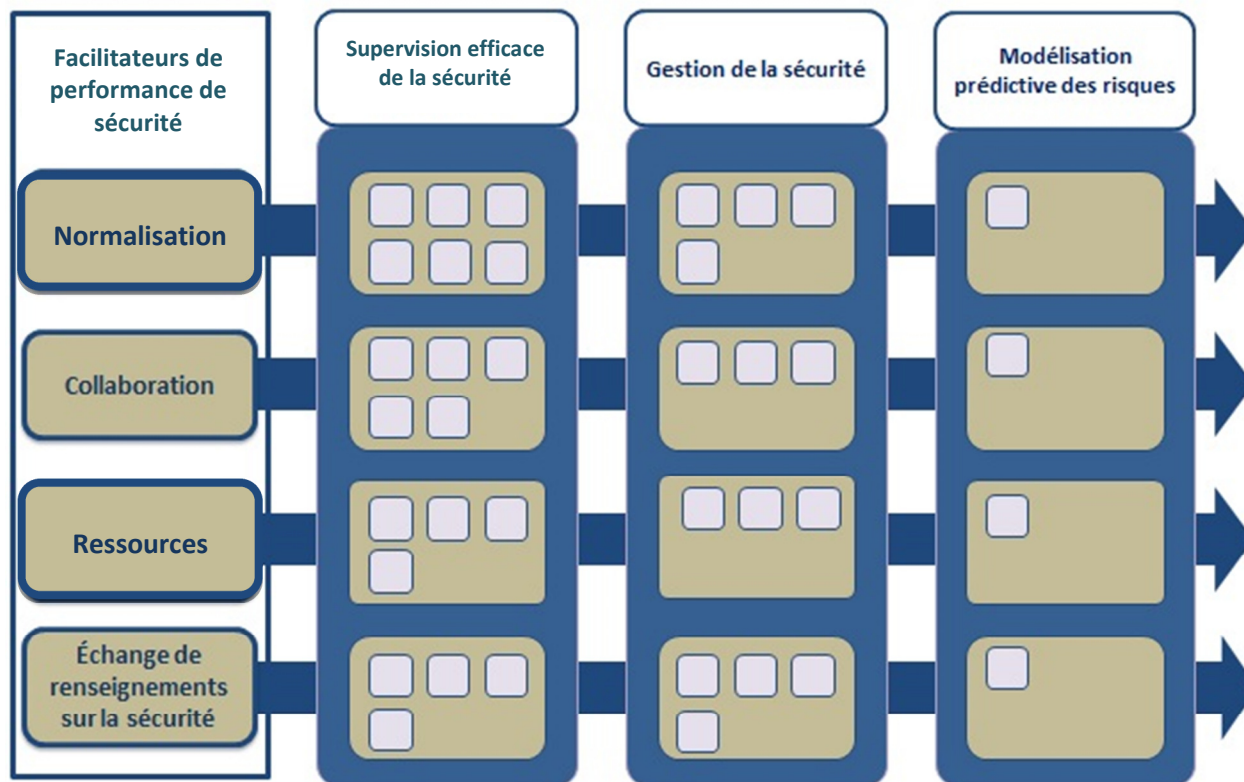 Facilitateurs de
performance de
sécurité
Supervision efficace
de la sécurité
Gestion de la sécurité
Modélisation
prédictive des risques
Normalisation
Collaboration
Ressources
Échange de
renseignements
sur la sécurité